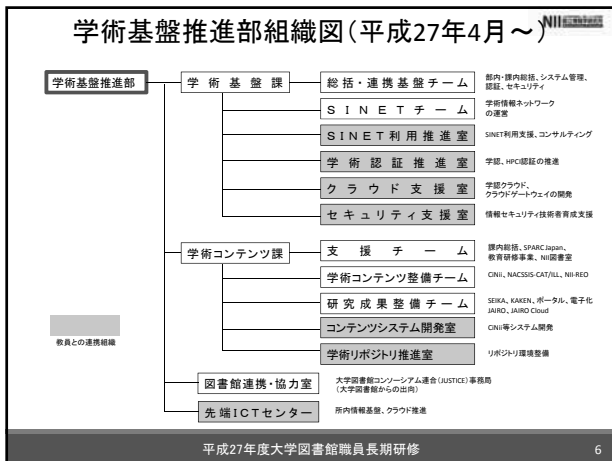 学術基盤推進部組織図(平成27年4月～)
NII
学術基盤推進部
学術基盤課
総括・連携基盤チーム
部内・課内総括、システム管理、
認証、セキュリティ
SINETチーム
学術情報ネットワーク
の運営
SINET利用推進室
SINET利用支援、コンサルティング
学術認証推進室
学認、HPCI認証の推進
クラウド支援室
学認クラウド、
クラウドゲートウェイの開発
セキュリティ支援室
情報セキュリティ技術者育成支援
学術コンテンツ課
支援チーム
課内総括、SPARC Japan、
教育研修事業、NII図書室
学術コンテンツ整備チーム
CiNii、NACSIS-CAT/ILL、NII-REO
研究成果整備チーム
SEIKA、KAKEN、ポータル、電子化
JAIRO、JAIRO Cloud
コンテンツシステム開発室
CiNii等システム開発
学術リポジトリ推進室
リポジトリ環境整備
教員との連携組織
図書館連携・協力室
大学図書館コンソーシアム連合(JUSTICE)事務局
(大学図書館からの出向)
先端ICTセンター
所内情報基盤、クラウド推進
平成27年度大学図書館職員長期研修
6